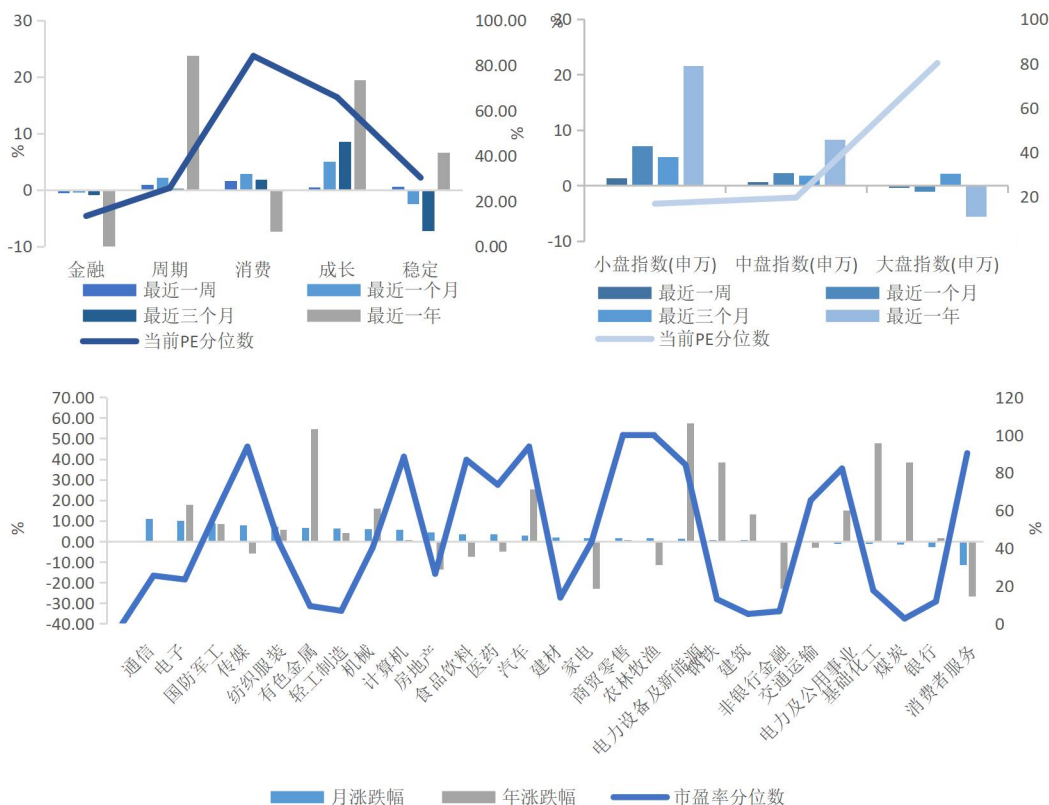 30
20
10
0
-10
%
100.00
80.00
60.00
40.00
20.00
0.00
%
金融 周期 消费 成长 稳定
最近一周 最近一个月
最近三个月 最近一年
当前PE分位数
30
20
10
0
-10
%
100
80
60
40
20
%
小盘指数(申万) 中盘指数(申万) 大盘指数(申万)
最近一周 最近一个月
最近三个月 最近一年
当前PE分位数
70.00
60.00
50.00
40.00
30.00
20.00
10.00
0.00
-10.00
-20.00
-30.00
-40.00
%
120
100
80
60
40
20
0
%
通信
电子
国防军工
传媒
纺织服装
有色金属
轻工制造
机械
计算机
房地产
食品饮料
医药
汽车
建材
家电
商贸零售
农林牧渔
电力设备及新能源
钢铁
建筑
非银行金融
交通运输
电力及公用事业
基础化工
煤炭
银行
消费者服务
月涨跌幅 年涨跌幅 市盈率分位数